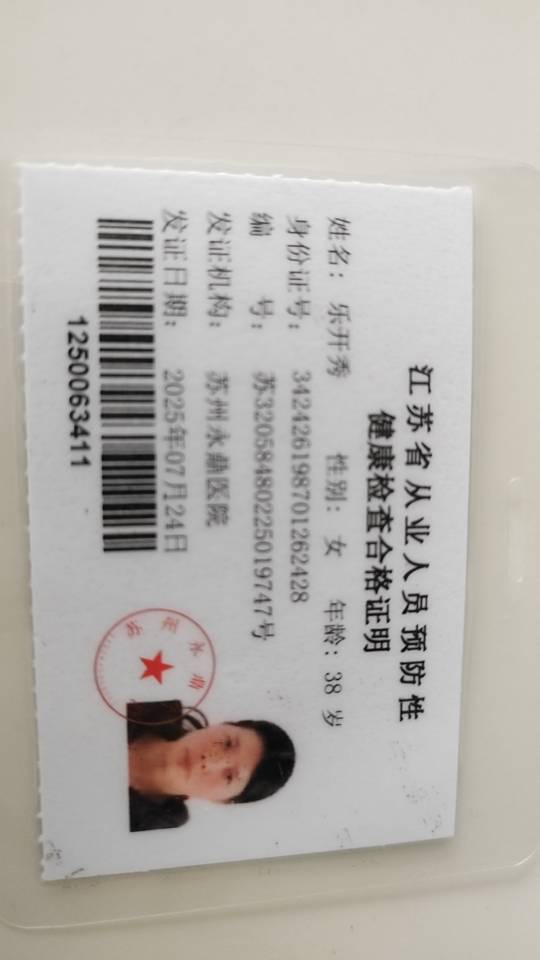 江苏省从业人员预防性
健康检查合格证明
姓名：乐开秀 性别：女 年龄：38 岁
身份证号：342426198701262428
编 号：苏32058480225019747号
发证机构：苏州永鼎医院
发证日期：2025年07月24日
1250063411